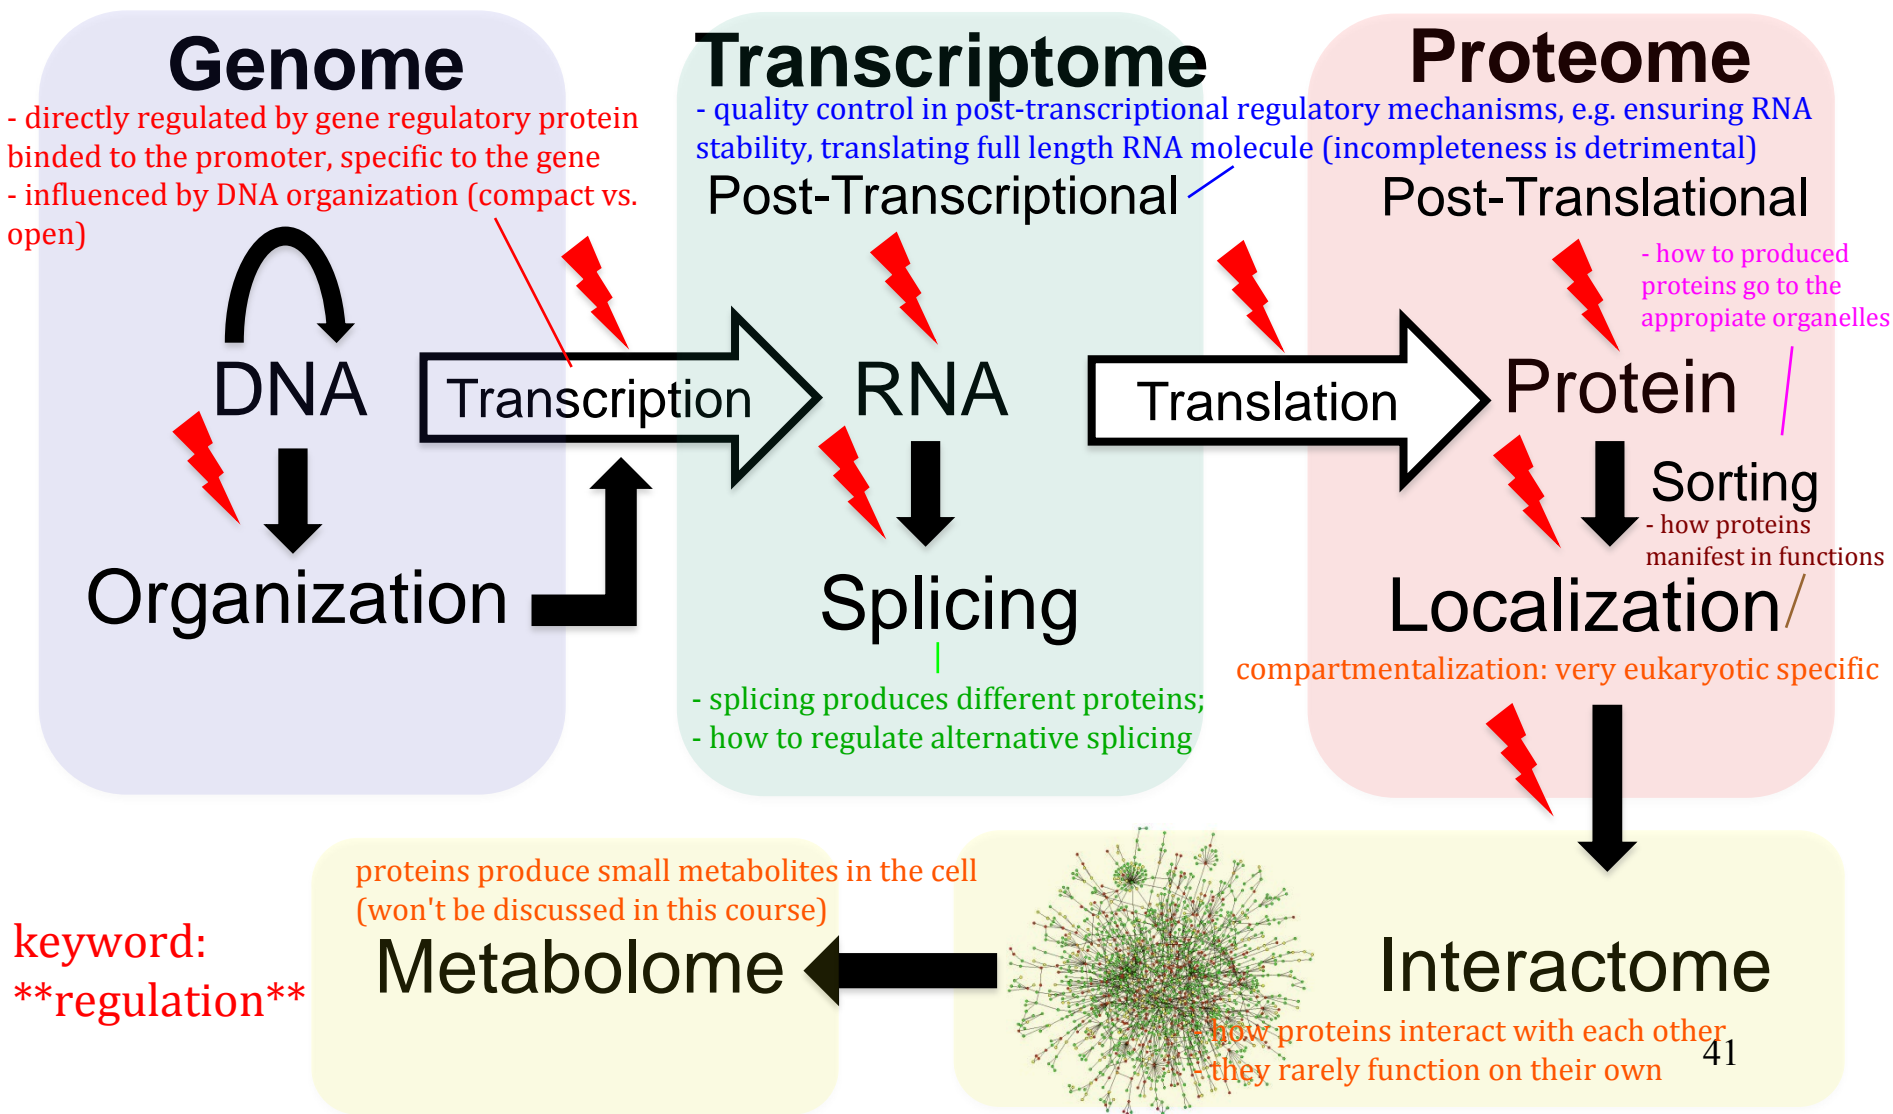 Genome
- directly regulated by gene regulatory protein
binded to the promoter, specific to the gene
- influenced by DNA organization (compact vs.
open)
DNA
Transcription
Organization
Transcriptome
- quality control in post-transcriptional regulatory mechanisms, e.g. ensuring RNA
stability, translating full length RNA molecule (incompleteness is detrimental)
Post-Transcriptional
RNA
Splicing
- splicing produces different proteins;
- how to regulate alternative splicing
Translation
Proteome
Post-Translational
- how to produced
proteins go to the
appropiate organelles
Protein
Sorting
- how proteins
manifest in functions
Localization
compartmentalization: very eukaryotic specific
Interactome
- how proteins interact with each other
- they rarely function on their own
proteins produce small metabolites in the cell
(won't be discussed in this course)
Metabolome
keyword:
**regulation**
41